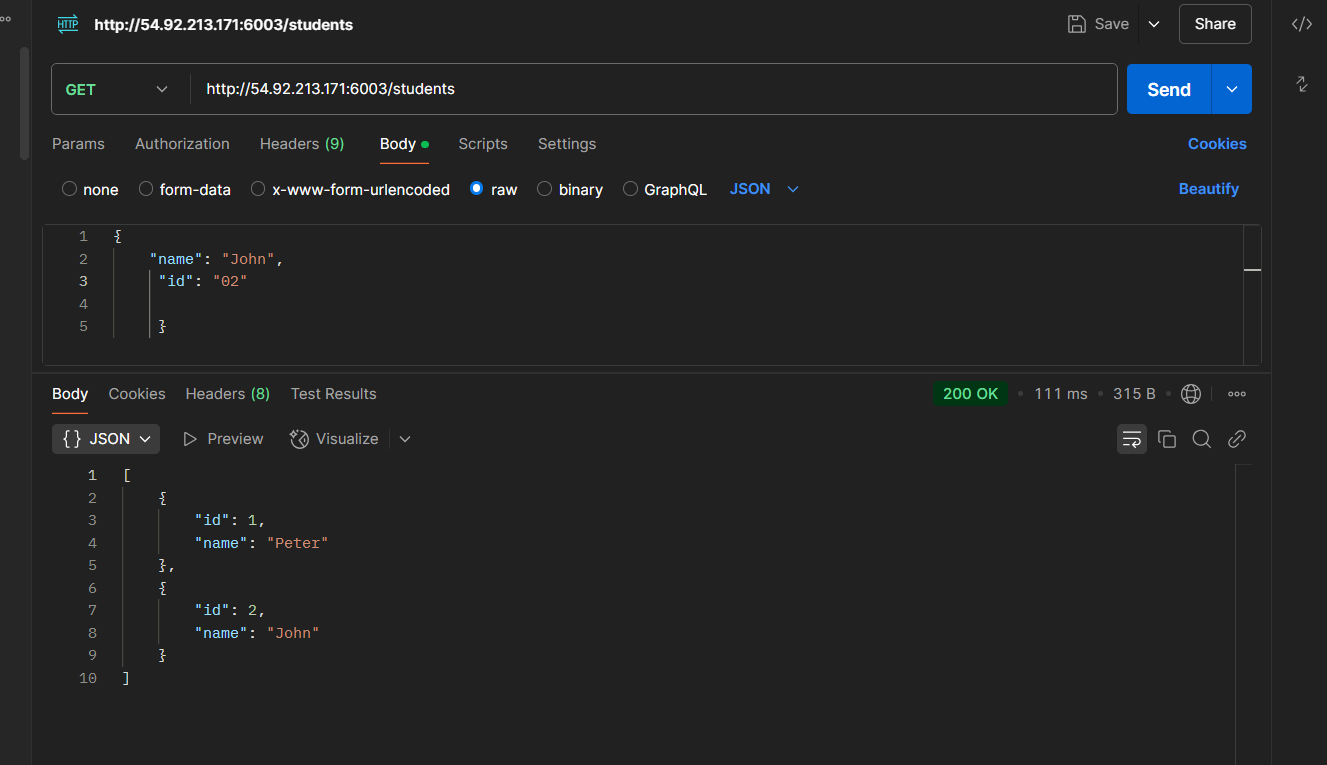 HTTP http://54.92.213.171:6003/students Save Share
GET http://54.92.213.171:6003/students Send
Params Authorization Headers (9) Body Scripts Settings Cookies
none form-data x-www-form-urlencoded raw binary GraphQL JSON Beautify
1 {
2 "name": "John",
3 "id": "02"
4
5 }
Body Cookies Headers (8) Test Results 200 OK • 111 ms • 315 B •
{ } JSON Preview Visualize
1 [
2 {
3 "id": 1,
4 "name": "Peter"
5 },
6 {
7 "id": 2,
8 "name": "John"
9 }
10 ]